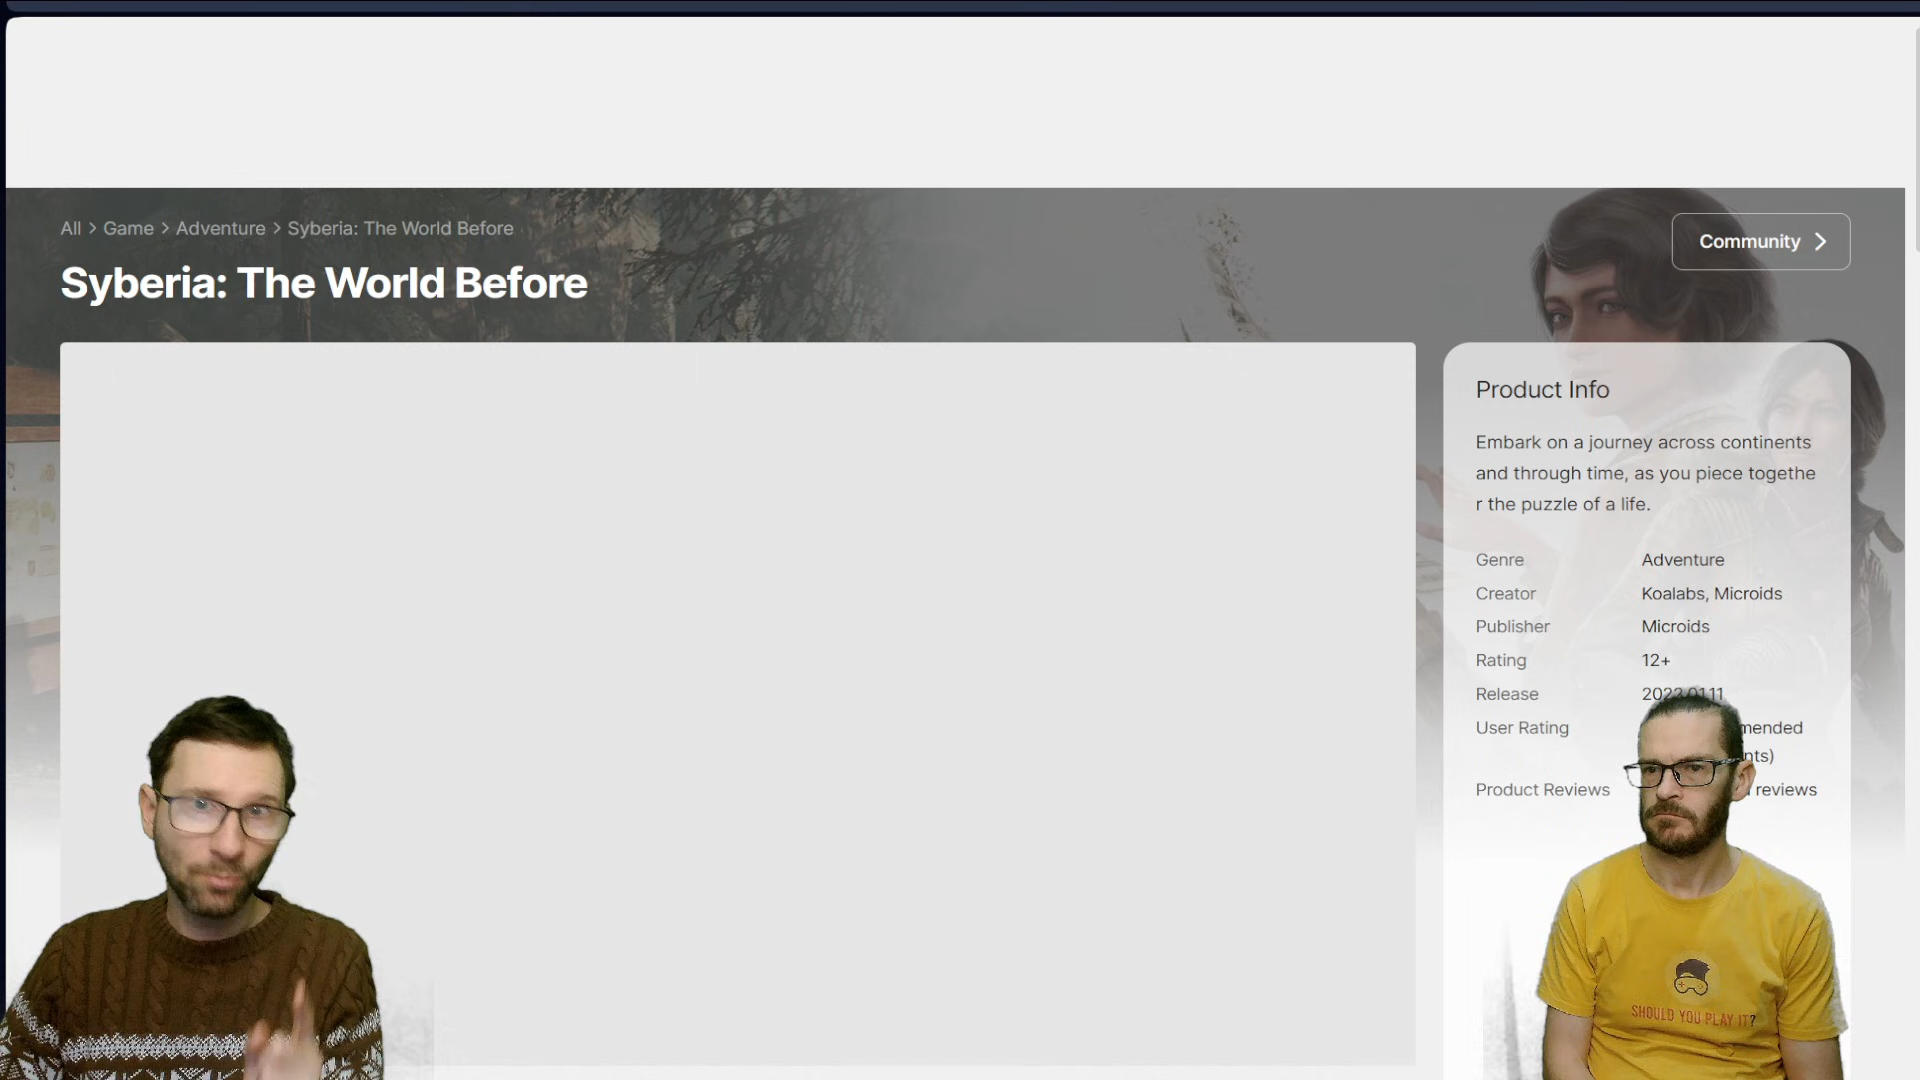 All > Game > Adventure > Syberia: The World Before
Syberia: The World Before
Community >
Product Info
Embark on a journey across continents
and through time, as you piece togethe
r the puzzle of a life.
Genre Adventure
Creator Koalabs, Microids
Publisher Microids
Rating 12+
Release
User Rating
Product Reviews reviews
SHOULD YOU PLAY IT?